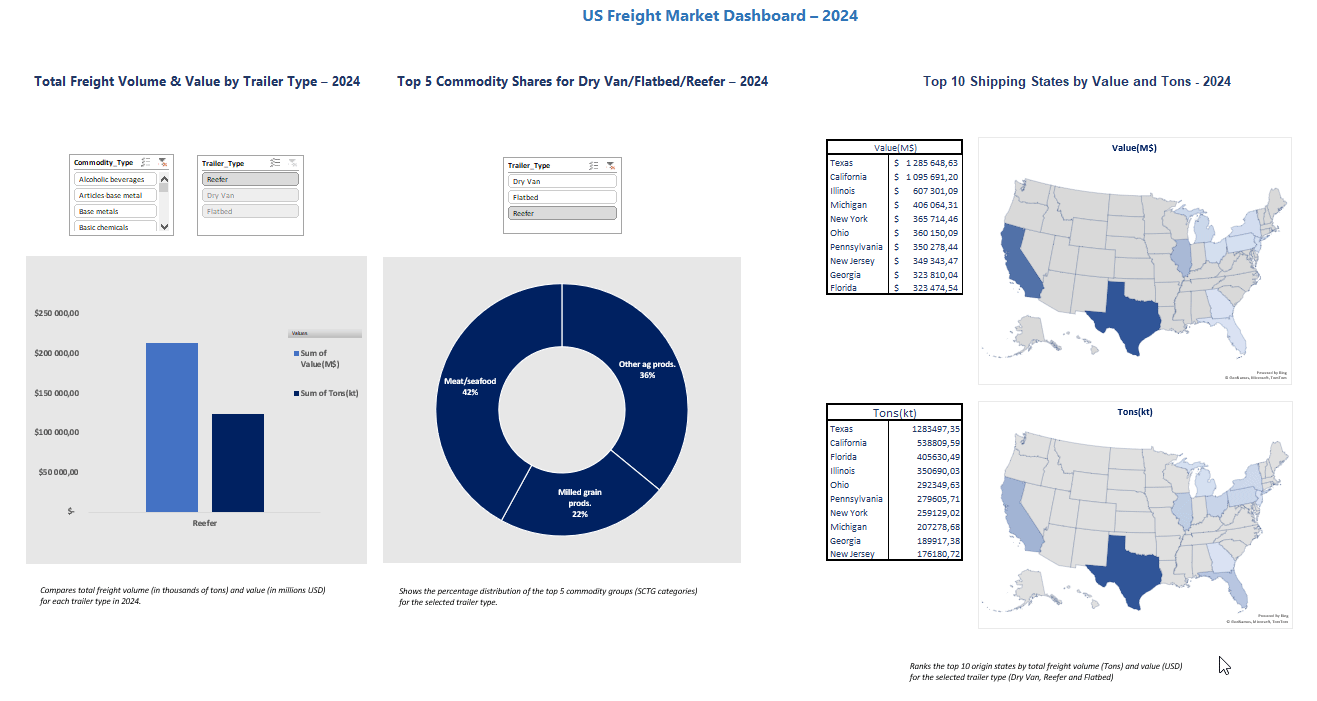 US Freight Market Dashboard – 2024
Total Freight Volume & Value by Trailer Type – 2024
Commodity_Type
Alcoholic beverages
Articles-base metal
Base metals
Basic chemicals
Trailer_Type
Reefer
Dry Van
Flatbed
$250 000,00
$200 000,00
$150 000,00
$100 000,00
$50 000,00
$-
Reefer
Values
Sum of
Value(M$)
Sum of Tons(kt)
Compares total freight volume (in thousands of tons) and value (in millions USD)
for each trailer type in 2024.
Top 5 Commodity Shares for Dry Van/Flatbed/Reefer – 2024
Trailer_Type
Dry Van
Flatbed
Reefer
Other ag prods.
36%
Meat/seafood
42%
Milled grain
prods.
22%
Shows the percentage distribution of the top 5 commodity groups (SCTG categories)
for the selected trailer type.
Top 10 Shipping States by Value and Tons - 2024
Value(M$)
Texas $ 1 285 648,63
California $ 1 095 691,20
Illinois $ 607 301,09
Michigan $ 406 064,31
New York $ 365 714,46
Ohio $ 360 150,09
Pennsylvania $ 350 278,44
New Jersey $ 349 343,47
Georgia $ 323 810,04
Florida $ 323 474,54
Value(M$)
Powered by Bing
© GeoNames, Microsoft, TomTom
Tons(kt)
Texas 1283497,35
California 538809,59
Florida 405630,49
Illinois 350690,03
Ohio 292349,63
Pennsylvania 279605,71
New York 259129,02
Michigan 207278,68
Georgia 189917,38
New Jersey 176180,72
Tons(kt)
Powered by Bing
© GeoNames, Microsoft, TomTom
Ranks the top 10 origin states by total freight volume (Tons) and value (USD)
for the selected trailer type (Dry Van, Reefer and Flatbed)